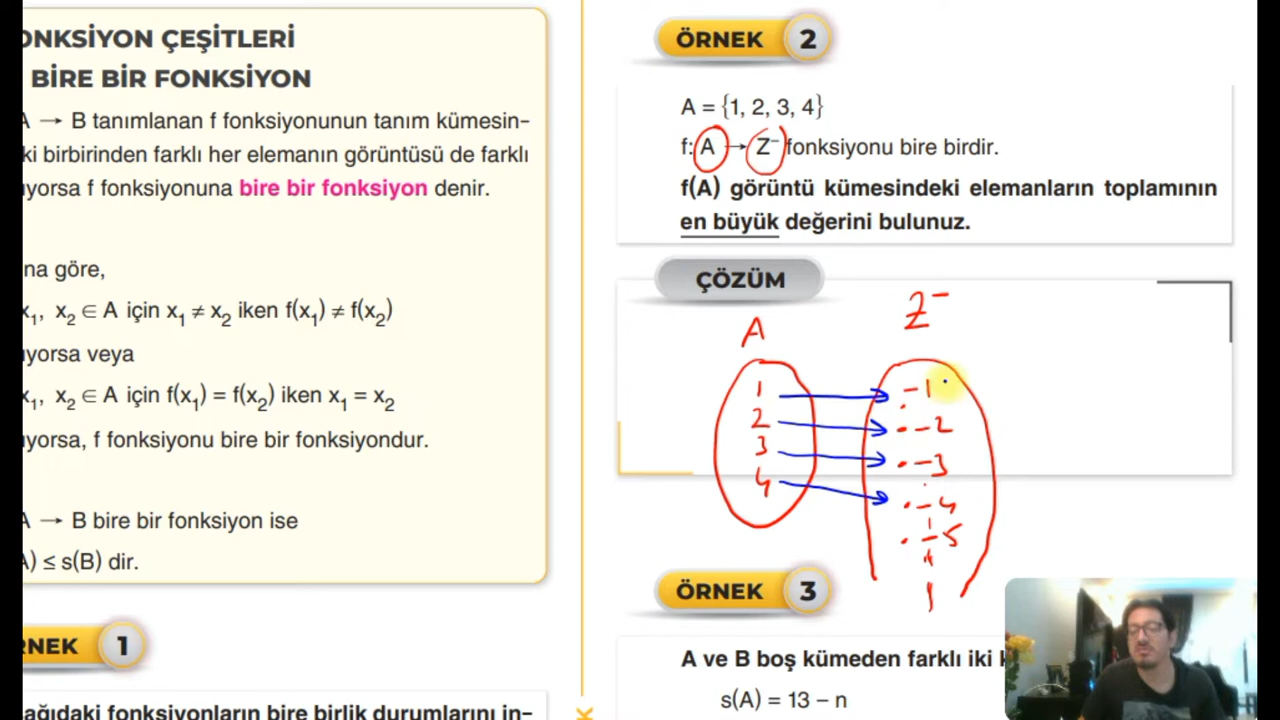 ONKSİYON ÇEŞİTLERİ
BİRE BİR FONKSİYON
A → B tanımlanan f fonksiyonunun tanım kümesin-
ki birbirinden farklı her elemanın görüntüsü de farklı
ıyorsa f fonksiyonuna bire bir fonksiyon denir.
na göre,
x₁, x₂ ∈ A için x₁ ≠ x₂ iken f(x₁) ≠ f(x₂)
ıyorsa veya
x₁, x₂ ∈ A için f(x₁) = f(x₂) iken x₁ = x₂
ıyorsa, f fonksiyonu bire bir fonksiyondur.
A → B bire bir fonksiyon ise
A) ≤ s(B) dir.
RNEK 1
ağıdaki fonksiyonların bire birlik durumlarını in-
ÖRNEK 2
A = {1, 2, 3, 4}
f: A → Z⁻ fonksiyonu bire birdir.
f(A) görüntü kümesindeki elemanların toplamının
en büyük değerini bulunuz.
ÇÖZÜM
A Z⁻
1 -1
2 -2
3 -3
4 -4
-5
ÖRNEK 3
A ve B boş kümeden farklı iki
s(A) = 13 – n
K